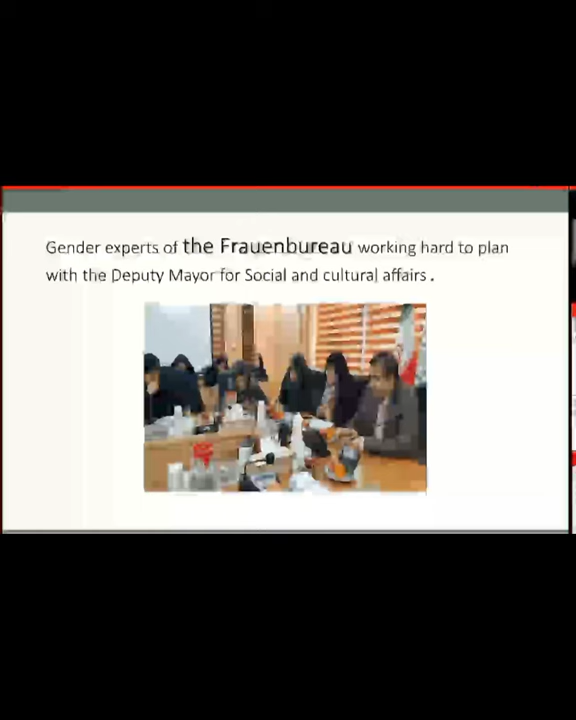 Gender experts of the Frauenbureau working hard to plan
with the Deputy Mayor for Social and cultural affairs .